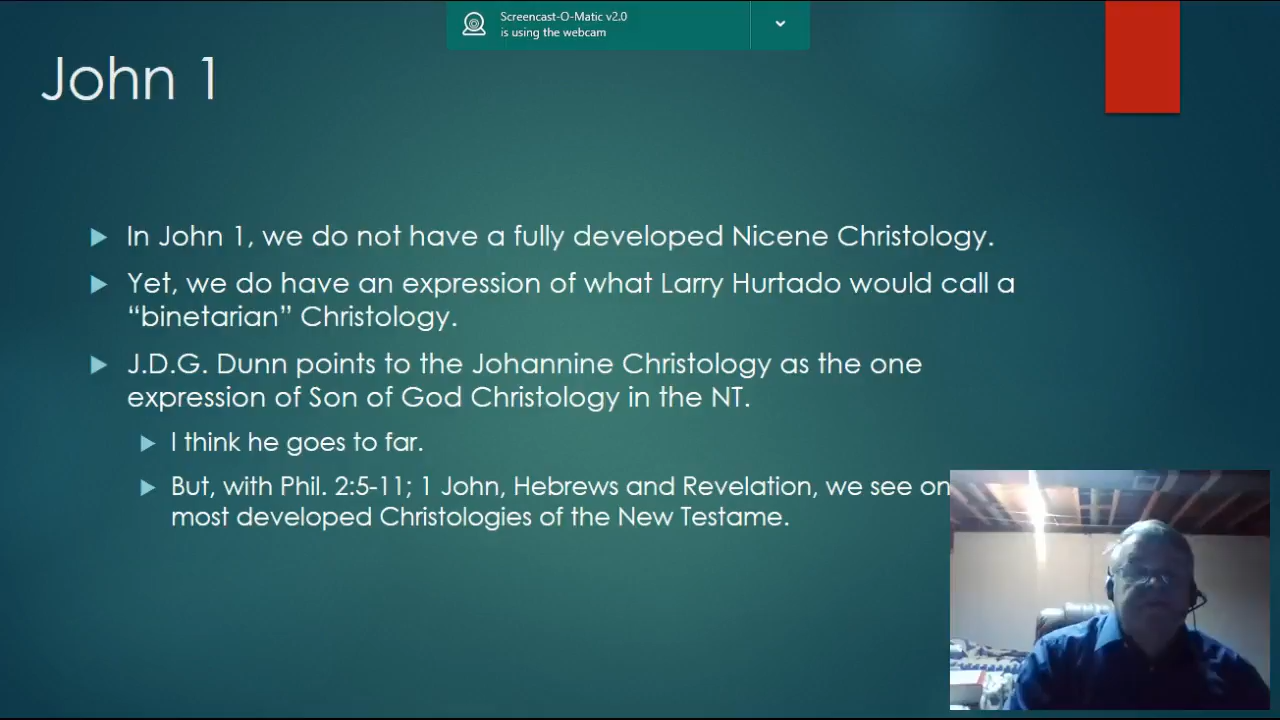 Screencast-O-Matic v2.0
is using the webcam
John 1
In John 1, we do not have a fully developed Nicene Christology.
Yet, we do have an expression of what Larry Hurtado would call a
“binetarian” Christology.
J.D.G. Dunn points to the Johannine Christology as the one
expression of Son of God Christology in the NT.
I think he goes to far.
But, with Phil. 2:5-11; 1 John, Hebrews and Revelation, we see on
most developed Christologies of the New Testame.